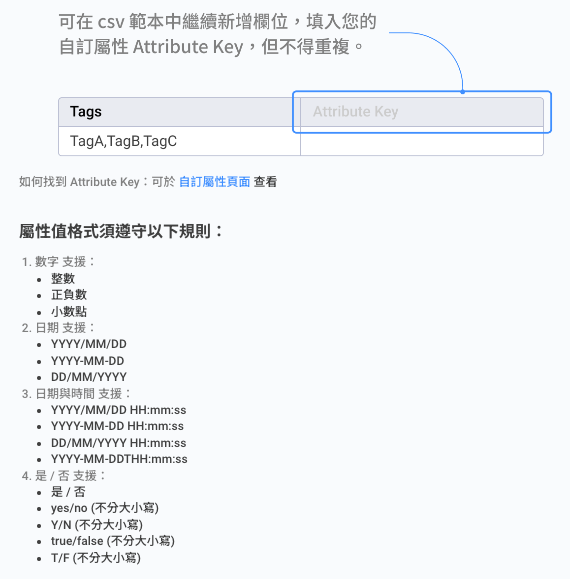 可在 csv 範本中繼續新增欄位，填入您的
自訂屬性 Attribute Key，但不得重複。
Tags Attribute Key
TagA,TagB,TagC
如何找到 Attribute Key：可於 自訂屬性頁面 查看
屬性值格式須遵守以下規則：
1. 數字 支援：
• 整數
• 正負數
• 小數點
2. 日期 支援：
• YYYY/MM/DD
• YYYY-MM-DD
• DD/MM/YYYY
3. 日期與時間 支援：
• YYYY/MM/DD HH:mm:ss
• YYYY-MM-DD HH:mm:ss
• DD/MM/YYYY HH:mm:ss
• YYYY-MM-DDTHH:mm:ss
4. 是 / 否 支援：
• 是 / 否
• yes/no (不分大小寫)
• Y/N (不分大小寫)
• true/false (不分大小寫)
• T/F (不分大小寫)